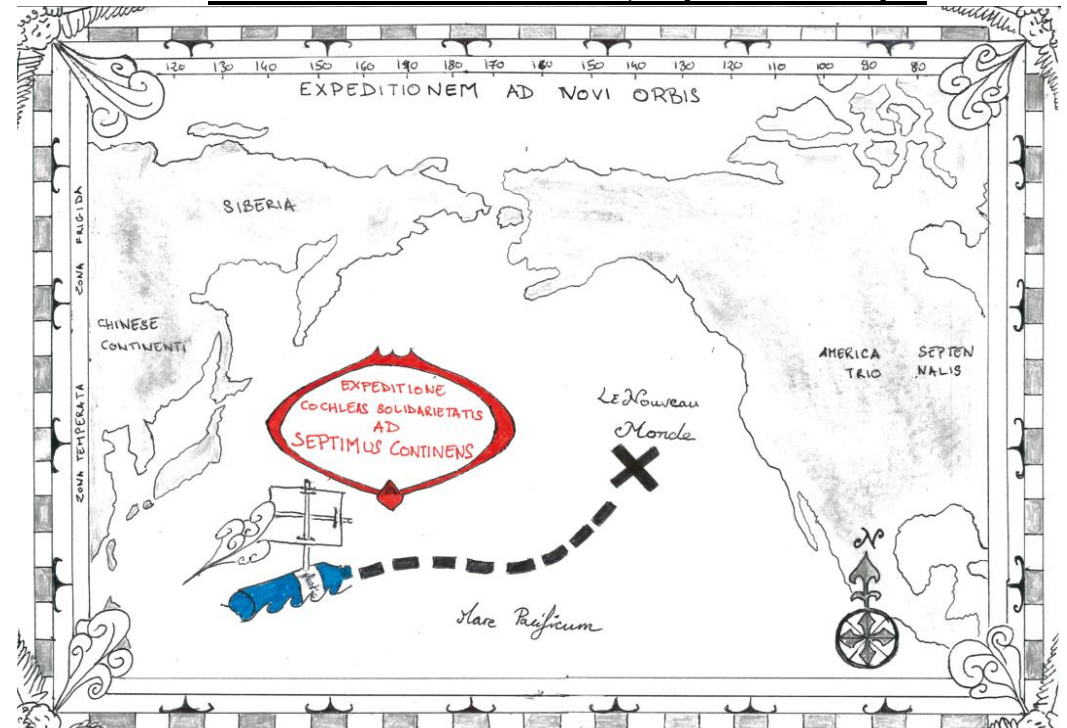 120 130 140 150 160 170 180 170 160 150 140 130 120 110 100 90 80
EXPEDITIONEM AD NOVI ORBIS
ZONA FRIGIDA
SIBERIA
CHINESE
CONTINENTI
AMERICA SEPTEN
TRIO NALIS
EXPEDITIONE
COCHLEAS SOLIDARIETATIS
AD
SEPTIMUS CONTINENS
Le Nouveau
Monde
ZONA TEMPERATA
N
Mare Pacificum